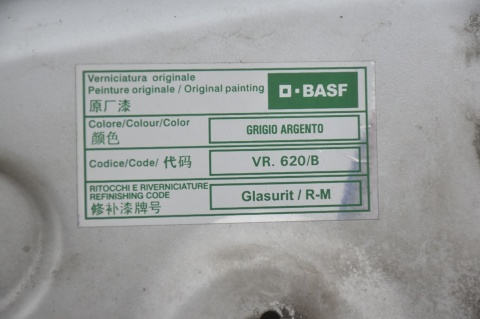 Verniciatura originale
Peinture originale / Original painting
原厂漆
BASF
Colore/Colour/Color
颜色
GRIGIO ARGENTO
Codice/Code/代码
VR. 620/B
RITOCCHI E RIVERNICIATURE
REFINISHING CODE
修补漆牌号
Glasurit / R-M